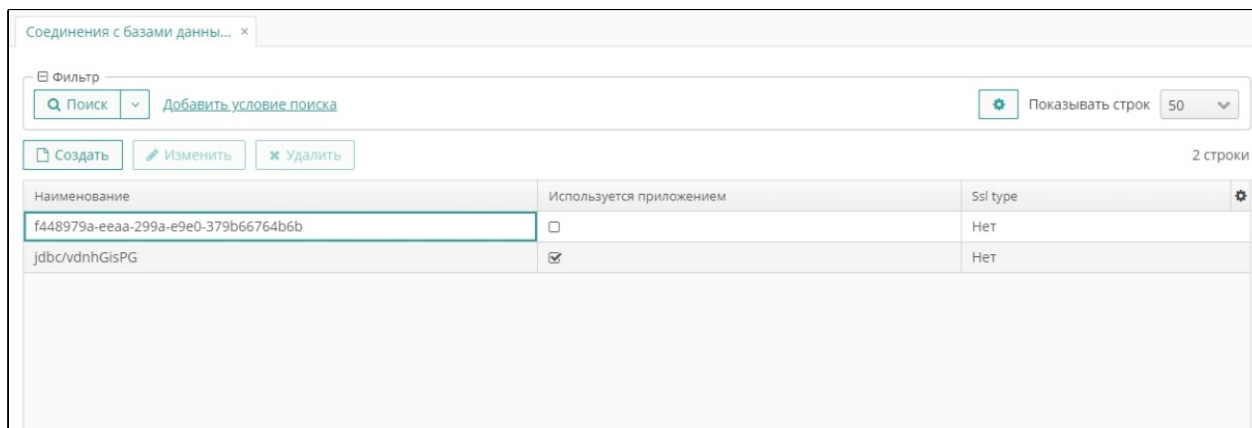 Соединения с базами данны... ×
Фильтр
Поиск Добавить условие поиска Показывать строк 50
Создать Изменить Удалить 2 строки
Наименование Используется приложением Ssl type
f448979a-eeaa-299a-e9e0-379b66764b6b Нет
jdbc/vdnhGisPG Нет